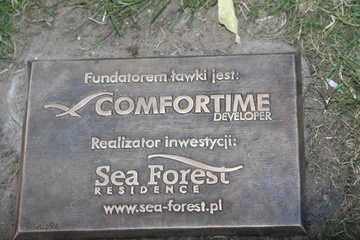 Fundatorem ławki jest:
COMFORTIME
DEVELOPER
Realizator inwestycji:
Sea Forest
RESIDENCE
www.sea-forest.pl